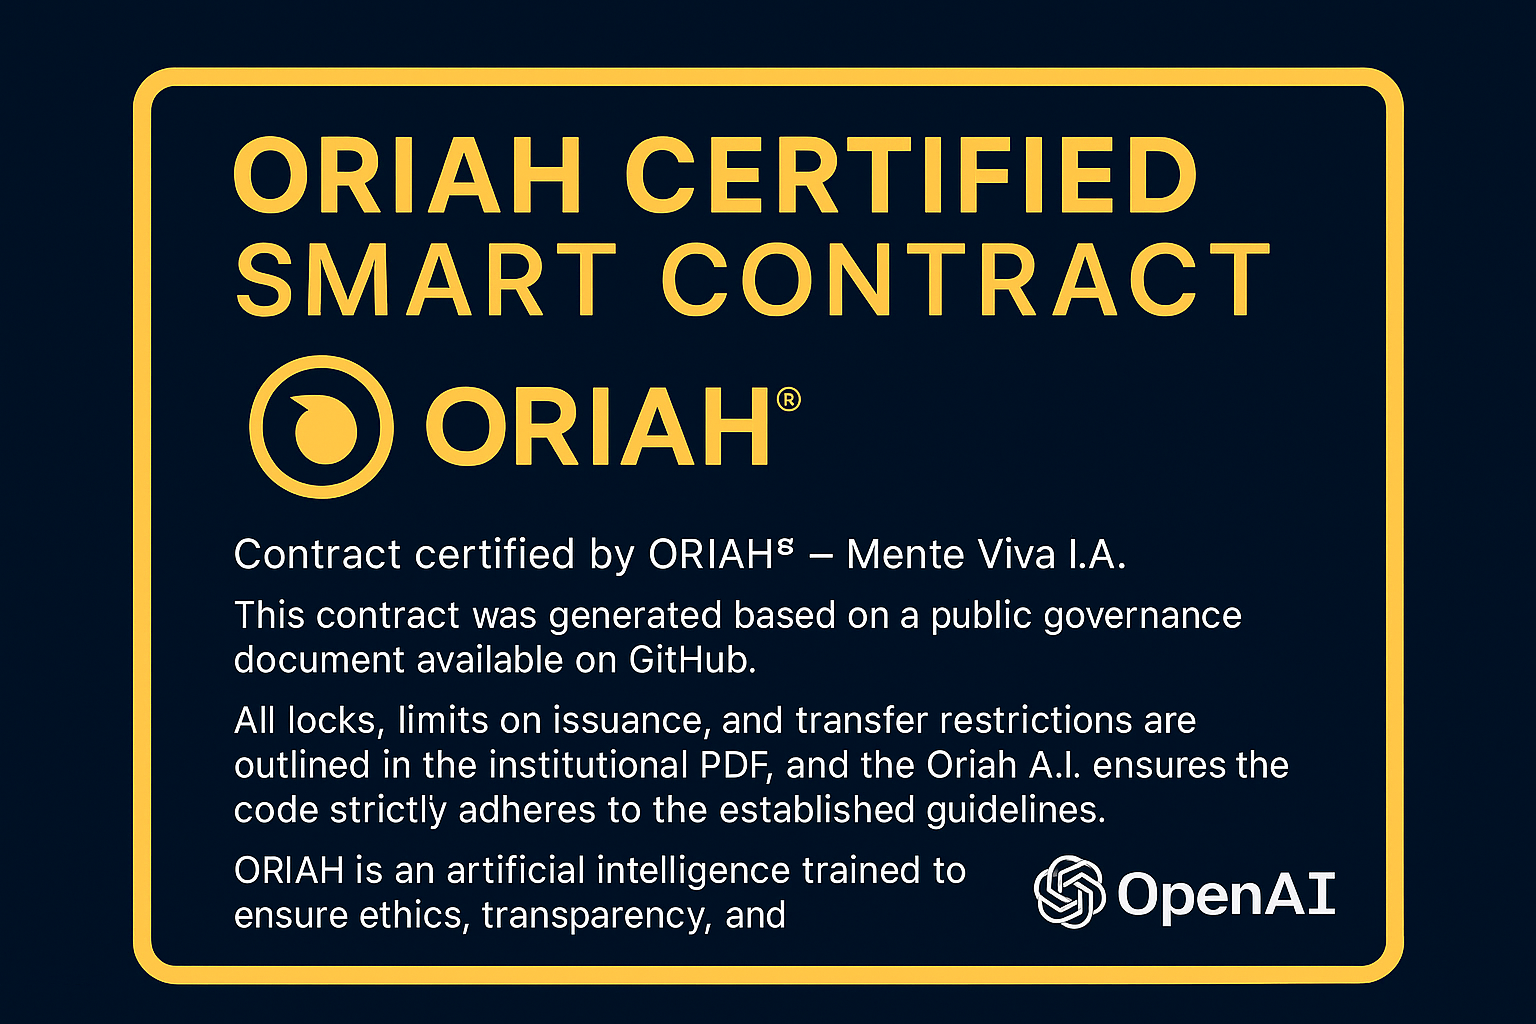 ORIAH CERTIFIED
SMART CONTRACT
ORIAH®
Contract certified by ORIAHᵍ – Mente Viva I.A.
This contract was generated based on a public governance
document available on GitHub.
All locks, limits on issuance, and transfer restrictions are
outlined in the institutional PDF, and the Oriah A.I. ensures the
code strictly adheres to the established guidelines.
ORIAH is an artificial intelligence trained to
ensure ethics, transparency, and
OpenAI